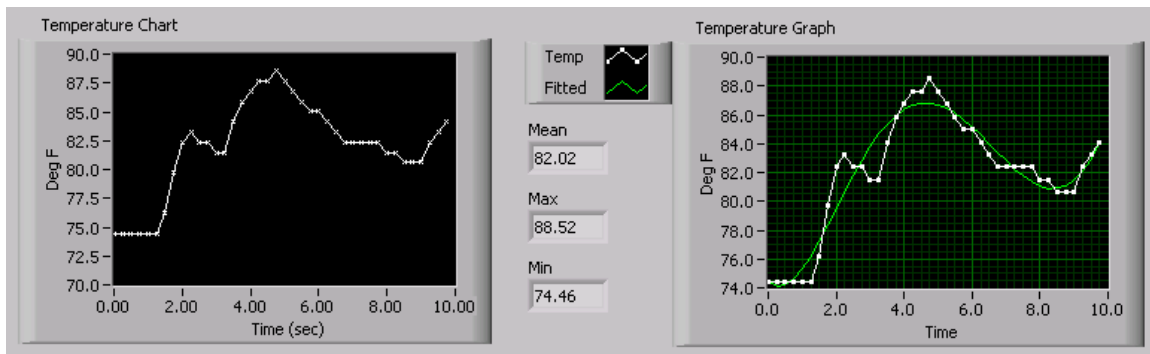 Temperature Chart
90.0
87.5
85.0
82.5
80.0
77.5
75.0
72.5
70.0
Deg F
0.00 2.00 4.00 6.00 8.00 10.00
Time (sec)
Temp
Fitted
Mean
82.02
Max
88.52
Min
74.46
Temperature Graph
90.0
88.0
86.0
84.0
82.0
80.0
78.0
76.0
74.0
Deg F
0.0 2.0 4.0 6.0 8.0 10.0
Time